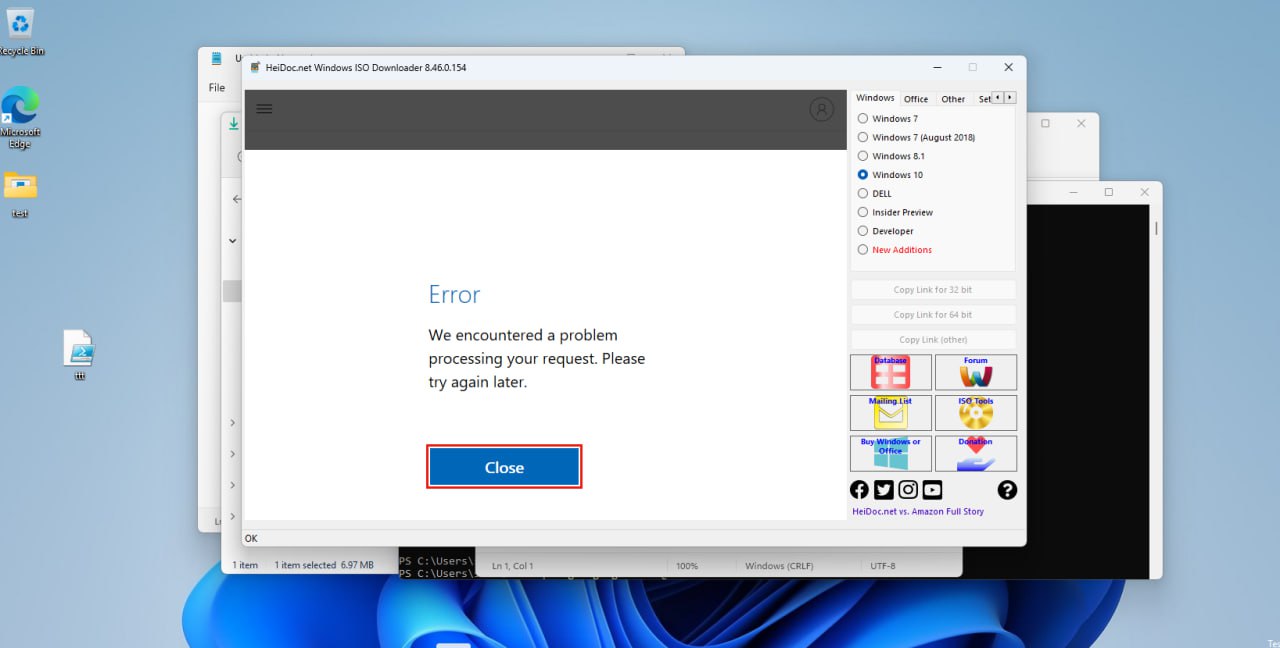 Recycle Bin
Microsoft
Edge
test
ttt
File
HeiDoc.net Windows ISO Downloader 8.46.0.154
Error
We encountered a problem
processing your request. Please
try again later.
Close
OK
Windows
Office
Other
Windows 7
Windows 7 (August 2018)
Windows 8.1
Windows 10
DELL
Insider Preview
Developer
New Additions
Copy Link for 32 bit
Copy Link for 64 bit
Copy Link (other)
Database
Forum
Mailing List
ISO Tools
Buy Windows or
Office
Donation
HeiDoc.net vs. Amazon Full Story
1 item
1 item selected 6.97 MB
PS C:\Users\
PS C:\Users\
Ln 1, Col 1
100%
Windows (CRLF)
UTF-8